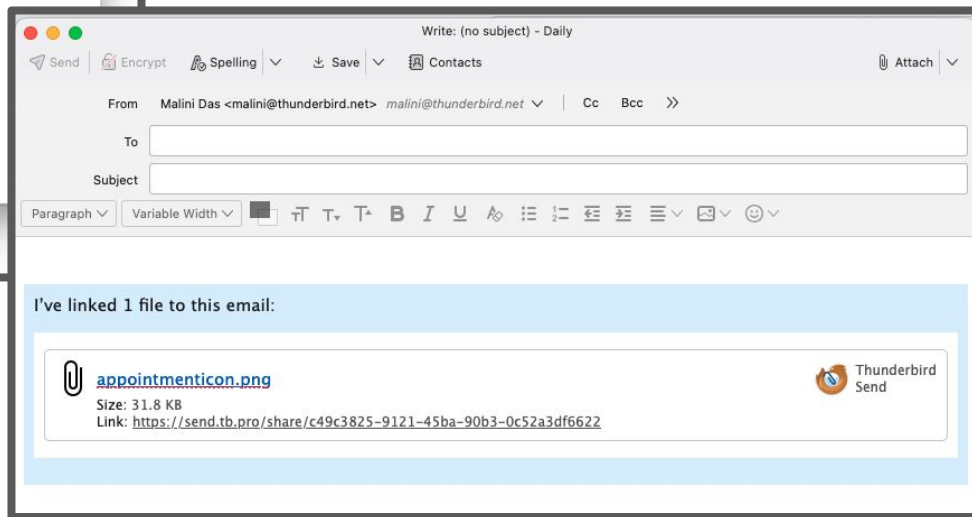 Write: (no subject) - Daily
Send Encrypt Spelling Save Contacts Attach
From Malini Das <malini@thunderbird.net> malini@thunderbird.net Cc Bcc
To
Subject
Paragraph Variable Width
I've linked 1 file to this email:
appointmenticon.png
Thunderbird
Send
Size: 31.8 KB
Link: https://send.tb.pro/share/c49c3825-9121-45ba-90b3-0c52a3df6622